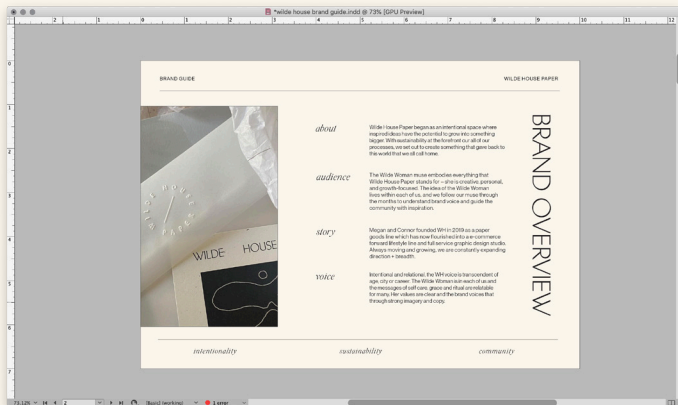 *wilde house brand guide.indd @ 73% [GPU Preview]
BRAND GUIDE
WILDE HOUSE PAPER
about
Wilde House Paper began as an intentional space where
inspired ideas have the potential to grow into something
bigger. With sustainability at the forefront our all of our
processes, we set out to create something that gave back to
this world that we all call home.
audience
The Wilde Woman muse embodies everything that
Wilde House Paper stands for – she is creative, personal,
and growth-focused. The idea of the Wilde Woman
lives within each of us, and we follow our muse through
the months to understand brand voice and guide the
community with inspiration.
story
Megan and Connor founded WH in 2019 as a paper
goods line which has now flourished into a e-commerce
forward lifestyle line and full service graphic design studio.
Always moving and growing, we are constantly expanding
direction + breadth.
voice
Intentional and relational, the WH voice is transcendent of
age, city or career. The Wilde Woman is in each of us and
the messages of self care, grace and ritual are relatable
for many. Her values are clear and the brand voices that
through strong imagery and copy.
BRAND OVERVIEW
WILDE HOUSE
PAPER
WILDE HOUSE
intentionality
sustainability
community
73.12%
2
[Basic] (working)
1 error